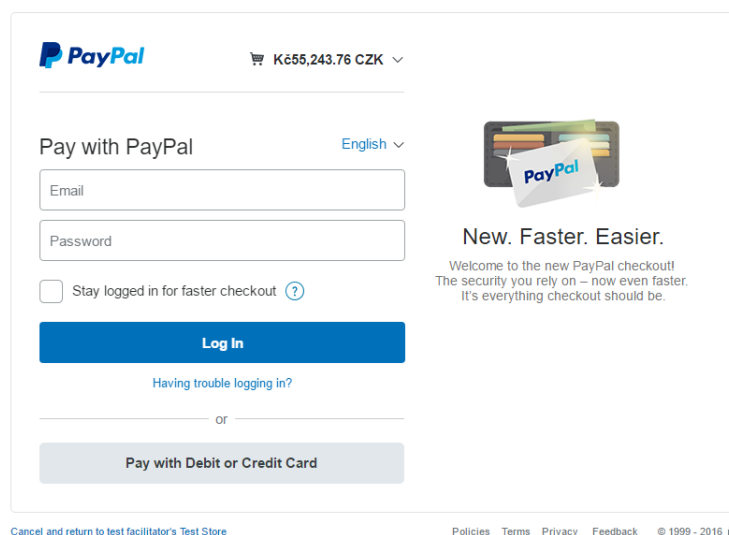 PayPal
Kč55,243.76 CZK
Pay with PayPal
English
Email
Password
Stay logged in for faster checkout ?
Log In
Having trouble logging in?
or
Pay with Debit or Credit Card
PayPal
New. Faster. Easier.
Welcome to the new PayPal checkout!
The security you rely on – now even faster.
It's everything checkout should be.
Cancel and return to test facilitator's Test Store
Policies Terms Privacy Feedback © 1999 - 2016